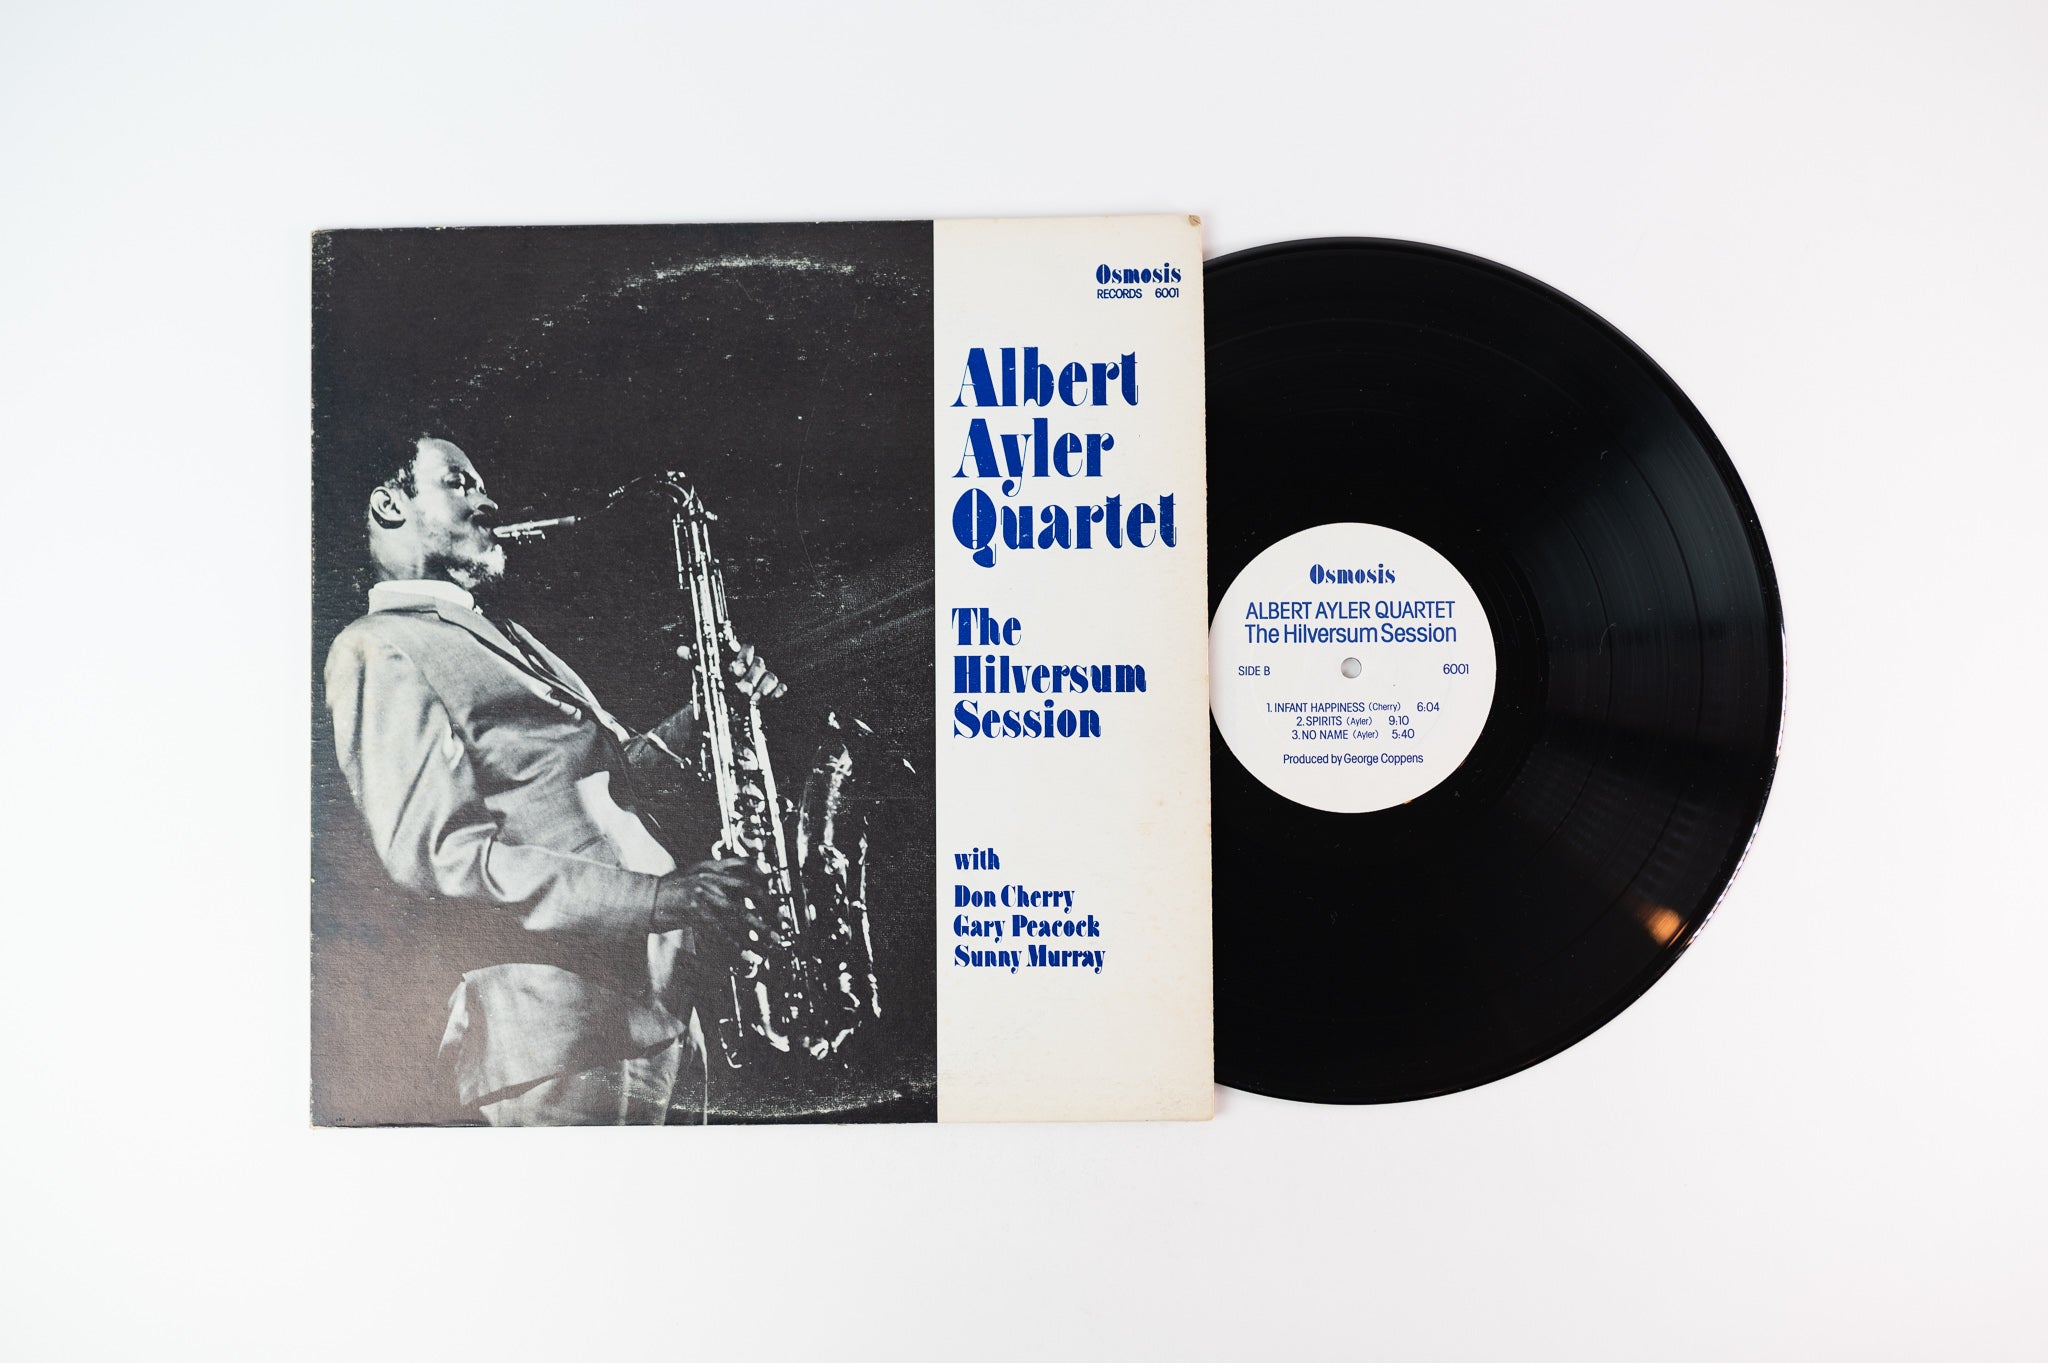 Osmosis
RECORDS 6001
Albert
Ayler
Quartet
The
Hilversum
Session
with
Don Cherry
Gary Peacock
Sunny Murray
Osmosis
ALBERT AYLER QUARTET
The Hilversum Session
SIDE B 6001
1. INFANT HAPPINESS (Cherry) 6:04
2. SPIRITS (Ayler) 9:10
3. NO NAME (Ayler) 5:40
Produced by George Coppens